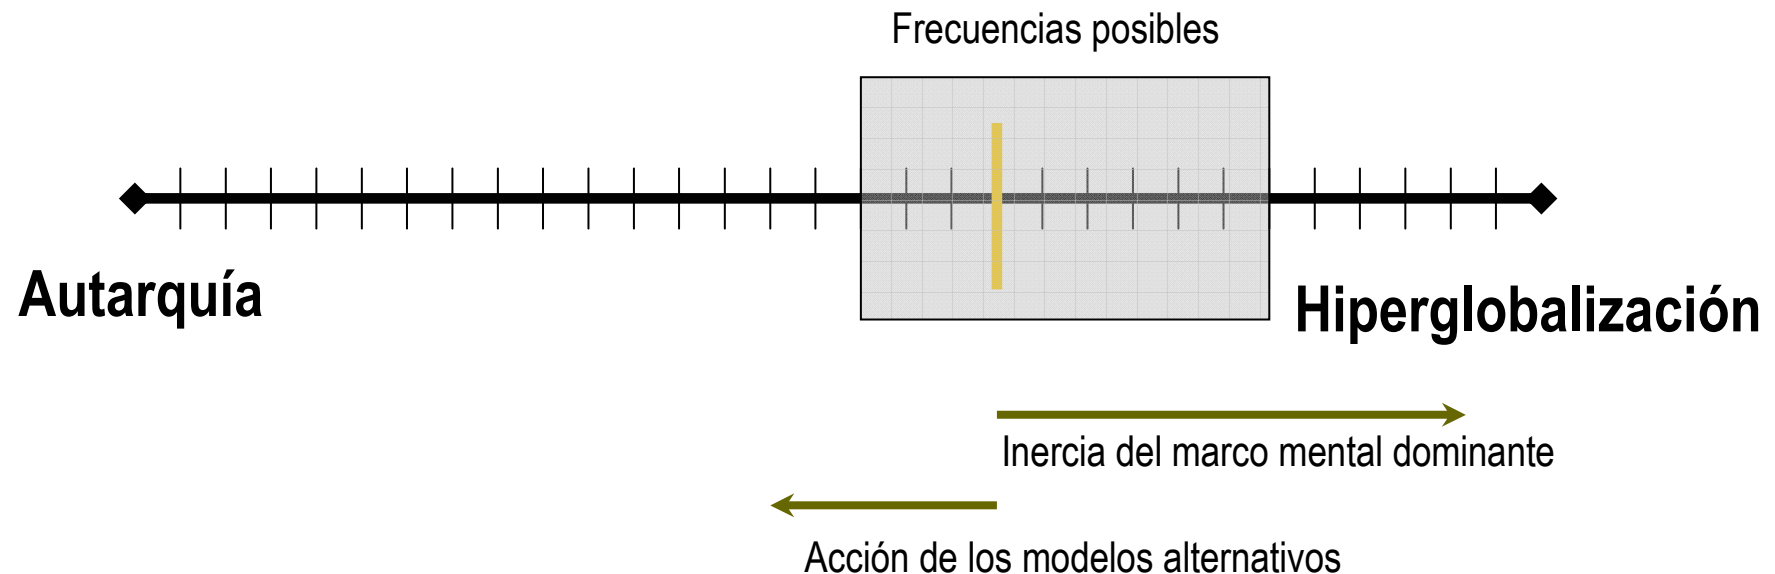 Frecuencias posibles
Autarquía
Hiperglobalización
Inercia del marco mental dominante
Acción de los modelos alternativos